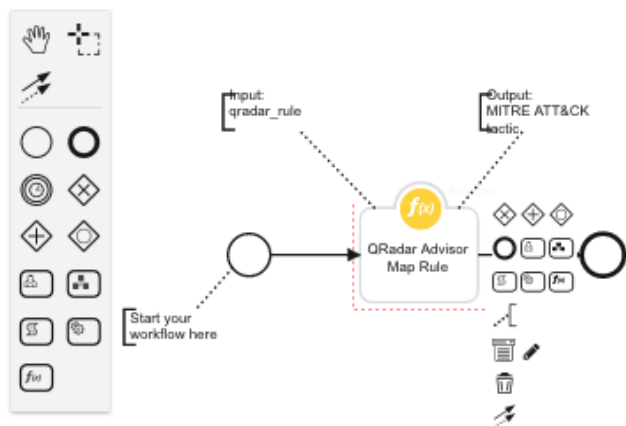 Input:
qradar_rule
Output:
MITRE ATT&CK
tactic
f(x)
QRadar Advisor
Map Rule
Start your
workflow here
f(x)
f(x)